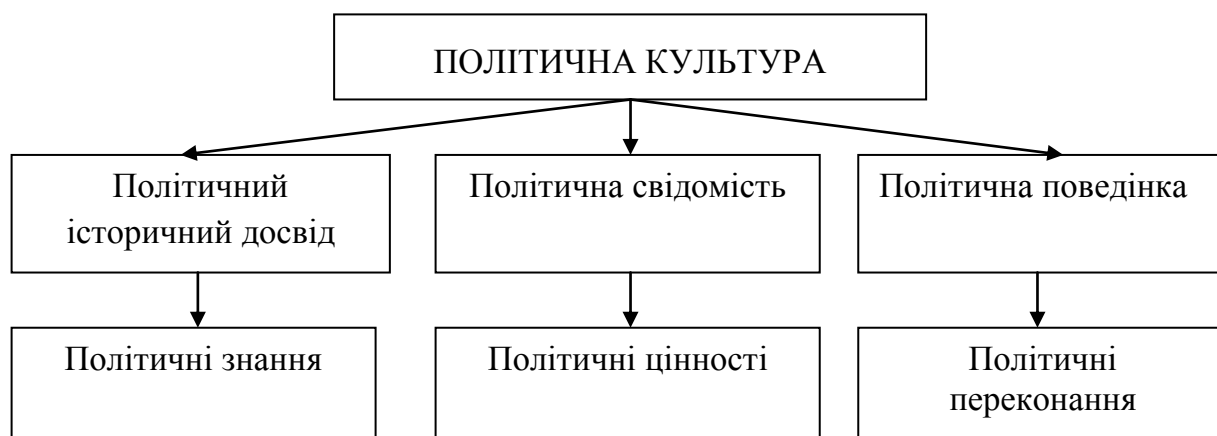 ПОЛІТИЧНА КУЛЬТУРА
Політичний
історичний досвід
Політична свідомість
Політична поведінка
Політичні знання
Політичні цінності
Політичні
переконання